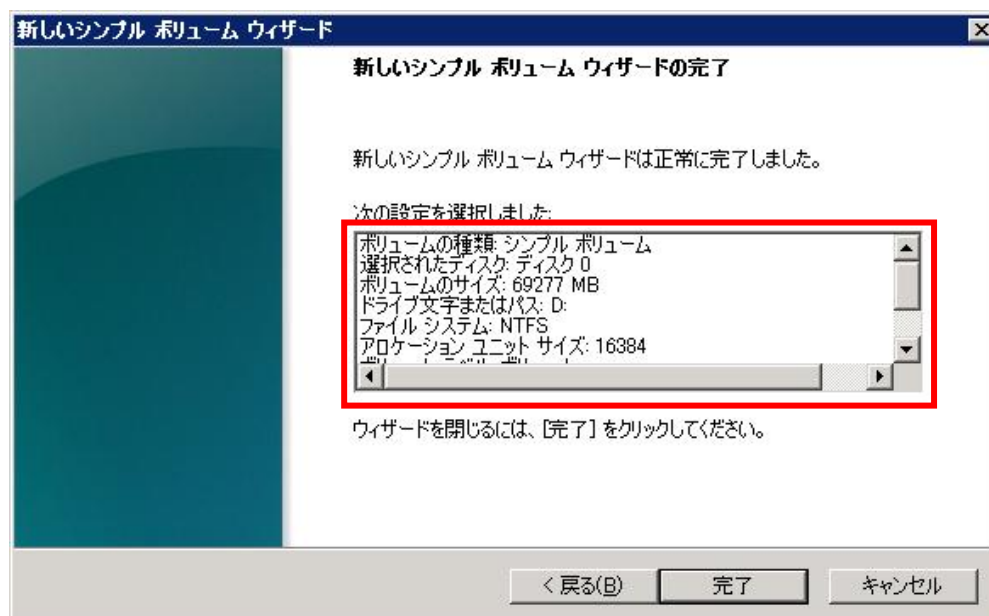 新しいシンプル ボリューム ウィザード
新しいシンプル ボリューム ウィザードの完了
新しいシンプル ボリューム ウィザードは正常に完了しました。
次の設定を選択しました:
ボリュームの種類: シンプル ボリューム
選択されたディスク: ディスク 0
ボリュームのサイズ: 69277 MB
ドライブ文字またはパス: D:
ファイル システム: NTFS
アロケーション ユニット サイズ: 16384
ウィザードを閉じるには、[完了] をクリックしてください。
< 戻る(B) 完了 キャンセル